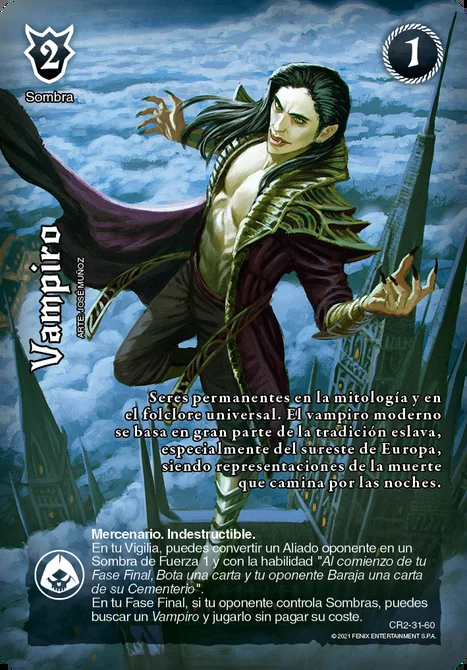 2
1
Sombra
Vampiro
ARTE: JOSÉ MUÑOZ
Seres permanentes en la mitología y en
el folclore universal. El vampiro moderno
se basa en gran parte de la tradición eslava,
especialmente del sureste de Europa,
siendo representaciones de la muerte
que camina por las noches.
Mercenario. Indestructible.
En tu Vigilia, puedes convertir un Aliado oponente en un
Sombra de Fuerza 1 y con la habilidad "Al comienzo de tu
Fase Final, Bota una carta y tu oponente Baraja una carta
de su Cementerio".
En tu Fase Final, si tu oponente controla Sombras, puedes
buscar un Vampiro y jugarlo sin pagar su coste.
CR2-31-60
©2021 FENIX ENTERTAINMENT S.P.A.